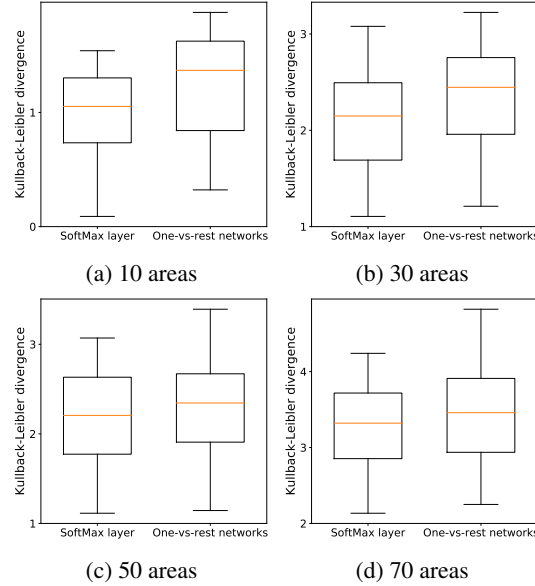 Kullback-Leibler divergence
1
0
SoftMax layer One-vs-rest networks
(a) 10 areas
Kullback-Leibler divergence
3
2
1
SoftMax layer One-vs-rest networks
(b) 30 areas
Kullback-Leibler divergence
3
2
1
SoftMax layer One-vs-rest networks
(c) 50 areas
Kullback-Leibler divergence
4
3
2
SoftMax layer One-vs-rest networks
(d) 70 areas